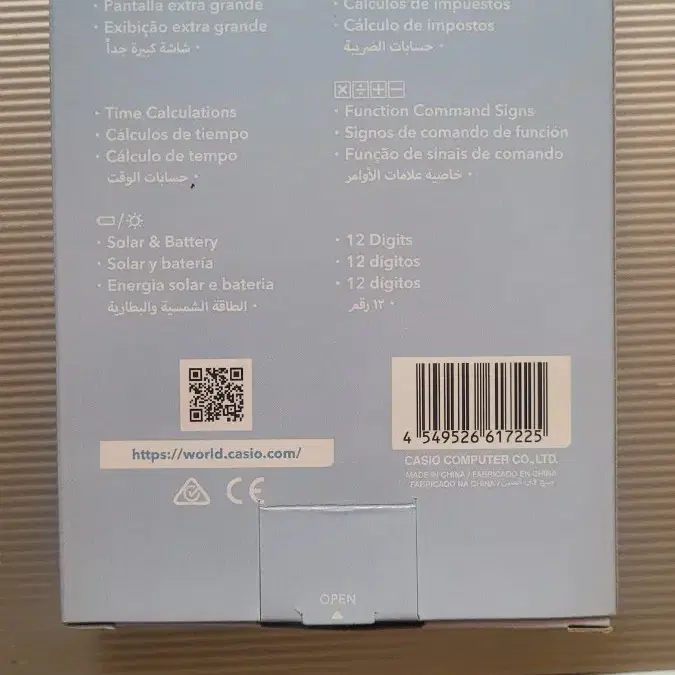 · Pantalla extra grande
· Exibição extra grande
· شاشة كبيرة جداً
· Cálculos de impuestos
· Cálculo de impostos
· حسابات الضريبة
· Time Calculations
· Cálculos de tiempo
· Cálculo de tempo
· حسابات الوقت
× ÷ + −
· Function Command Signs
· Signos de comando de función
· Função de sinais de comando
· خاصية علامات الأوامر
· Solar & Battery
· Solar y batería
· Energia solar e bateria
· الطاقة الشمسية والبطارية
· 12 Digits
· 12 dígitos
· 12 dígitos
· ١٢ رقم
https://world.casio.com/
CE
4 549526 617225
CASIO COMPUTER CO.,LTD.
MADE IN CHINA / FABRICADO EN CHINA
FABRICADO NA CHINA / صنع في الصين
OPEN